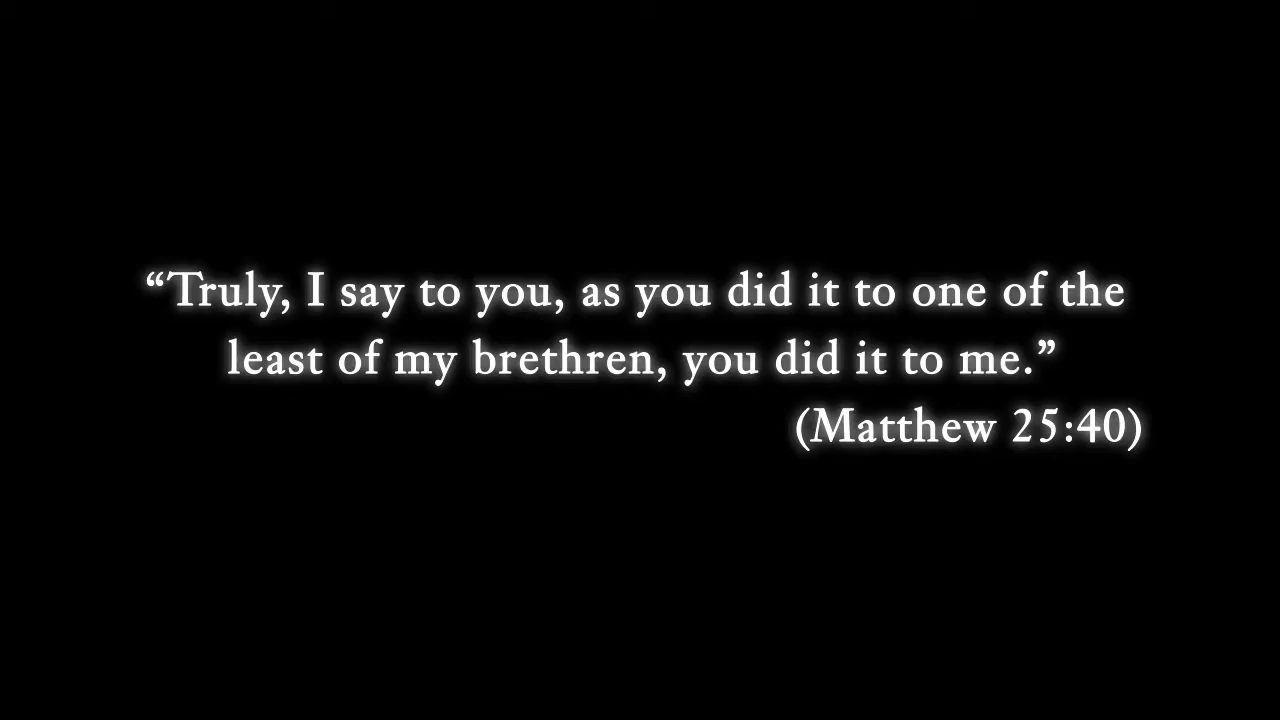 “Truly, I say to you, as you did it to one of the
least of my brethren, you did it to me.”
(Matthew 25:40)